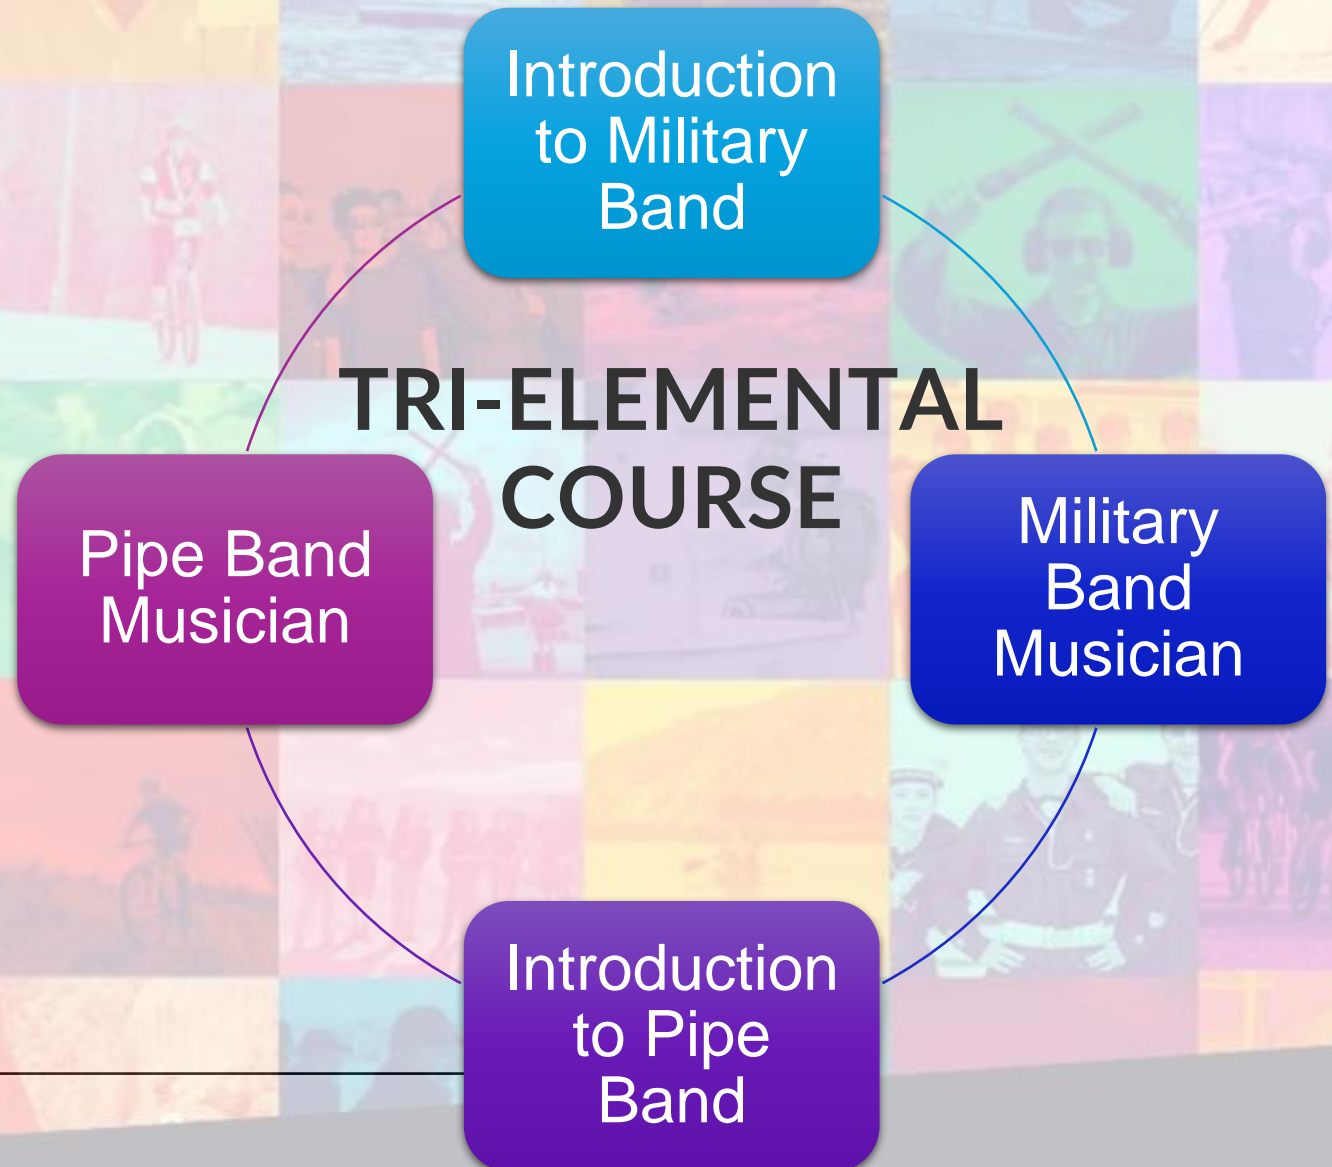 Introduction
to Military
Band
TRI-ELEMENTAL
COURSE
Pipe Band
Musician
Military
Band
Musician
Introduction
to Pipe
Band